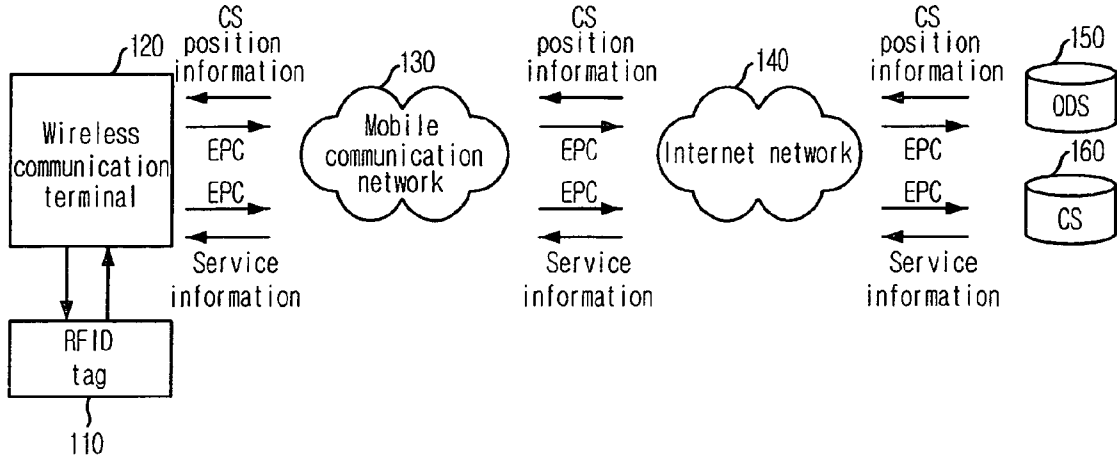 120
Wireless
communication
terminal
CS
position
information
EPC
EPC
Service
information
130
Mobile
communication
network
CS
position
information
EPC
EPC
Service
information
140
Internet network
CS
position
information
EPC
EPC
Service
information
150
ODS
160
CS
RFID
tag
110